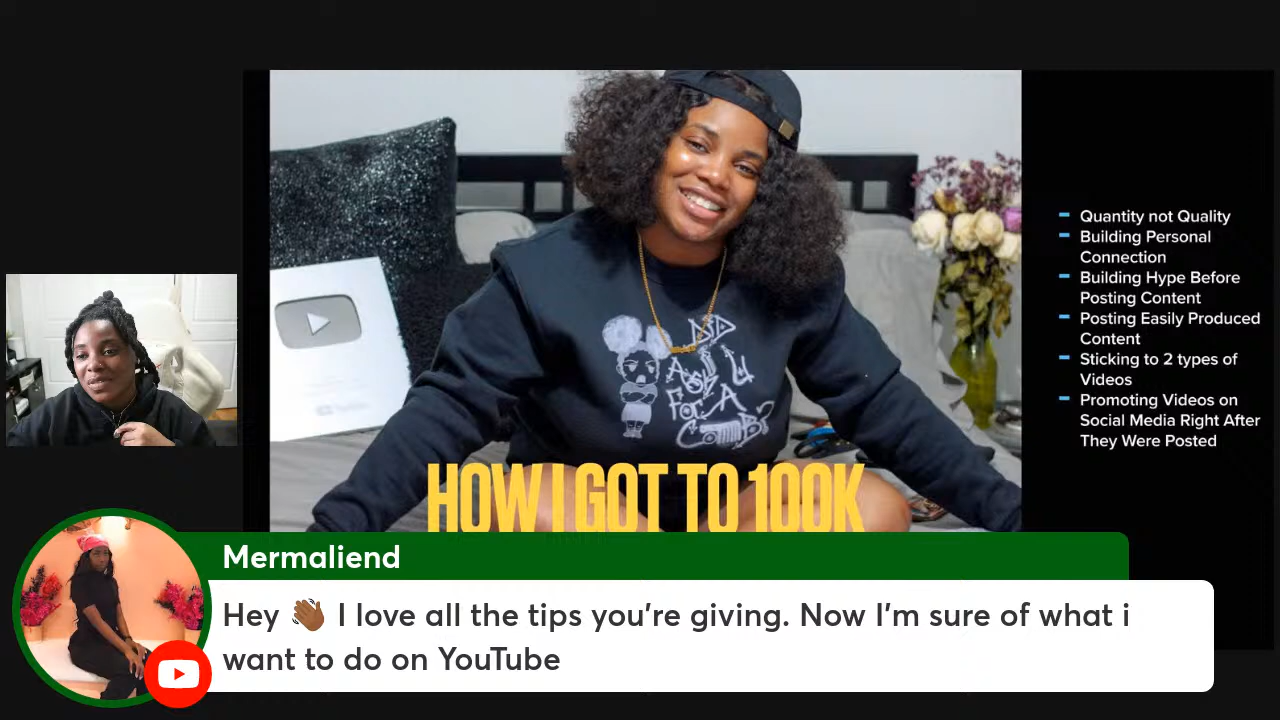 Quantity not Quality
Building Personal
Connection
Building Hype Before
Posting Content
Posting Easily Produced
Content
Sticking to 2 types of
Videos
Promoting Videos on
Social Media Right After
They Were Posted
HOW I GOT TO 100K
Mermaliend
Hey 👋🏾 I love all the tips you're giving. Now I'm sure of what i
want to do on YouTube